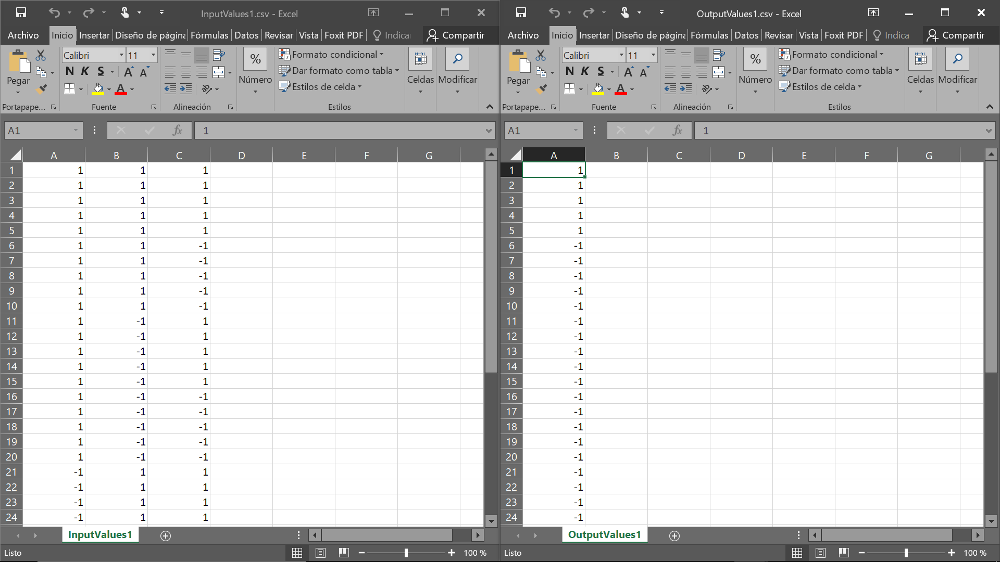 InputValues1.csv - Excel
Archivo Inicio Insertar Diseño de página Fórmulas Datos Revisar Vista Foxit PDF Indica Compartir
Calibri 11 % Formato condicional
N K S A A Dar formato como tabla
Pegar A Número Estilos de celda Celdas Modificar
Portapape... Fuente Alineación Estilos
A1 fx 1
A B C D E F G
1 1 1 1
2 1 1 1
3 1 1 1
4 1 1 1
5 1 1 1
6 1 1 -1
7 1 1 -1
8 1 1 -1
9 1 1 -1
10 1 1 -1
11 1 -1 1
12 1 -1 1
13 1 -1 1
14 1 -1 1
15 1 -1 1
16 1 -1 -1
17 1 -1 -1
18 1 -1 -1
19 1 -1 -1
20 1 -1 -1
21 -1 1 1
22 -1 1 1
23 -1 1 1
24 -1 1 1
InputValues1
Listo 100 %
OutputValues1.csv - Excel
Archivo Inicio Insertar Diseño de página Fórmulas Datos Revisar Vista Foxit PDF Indica Compartir
Calibri 11 % Formato condicional
N K S A A Dar formato como tabla
Pegar A Número Estilos de celda Celdas Modificar
Portapape... Fuente Alineación Estilos
A1 fx 1
A B C D E F G
1 1
2 1
3 1
4 1
5 1
6 -1
7 -1
8 -1
9 -1
10 -1
11 -1
12 -1
13 -1
14 -1
15 -1
16 -1
17 -1
18 -1
19 -1
20 -1
21 -1
22 -1
23 -1
24 -1
OutputValues1
Listo 100 %